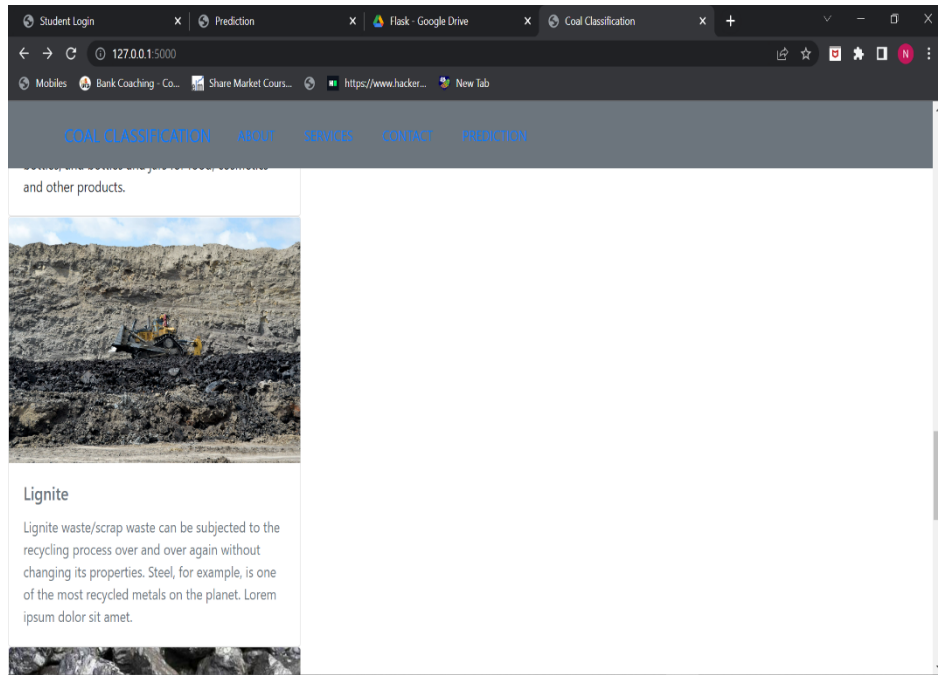 Student Login
Prediction
Flask - Google Drive
Coal Classification
127.0.0.1:5000
N
Mobiles
Bank Coaching - Co...
Share Market Cours...
https://www.hacker...
New Tab
COAL CLASSIFICATION
ABOUT
SERVICES
CONTACT
PREDICTION
and other products.
Lignite
Lignite waste/scrap waste can be subjected to the
recycling process over and over again without
changing its properties. Steel, for example, is one
of the most recycled metals on the planet. Lorem
ipsum dolor sit amet.